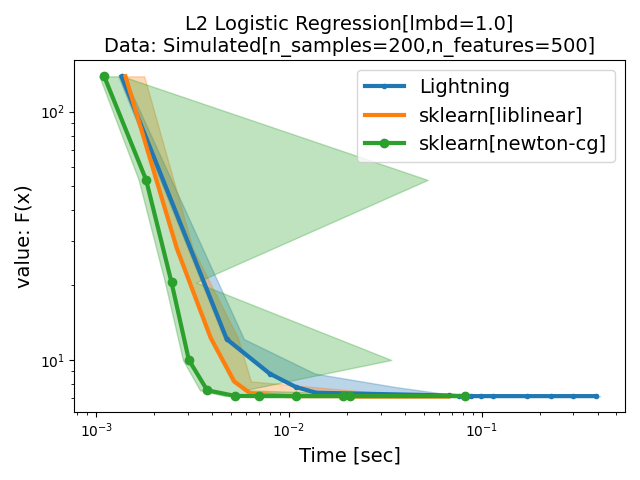 L2 Logistic Regression[lmbd=1.0]
Data: Simulated[n_samples=200,n_features=500]
Lightning
sklearn[liblinear]
sklearn[newton-cg]
value: F(x)
10²
10¹
10⁻³
10⁻²
10⁻¹
Time [sec]